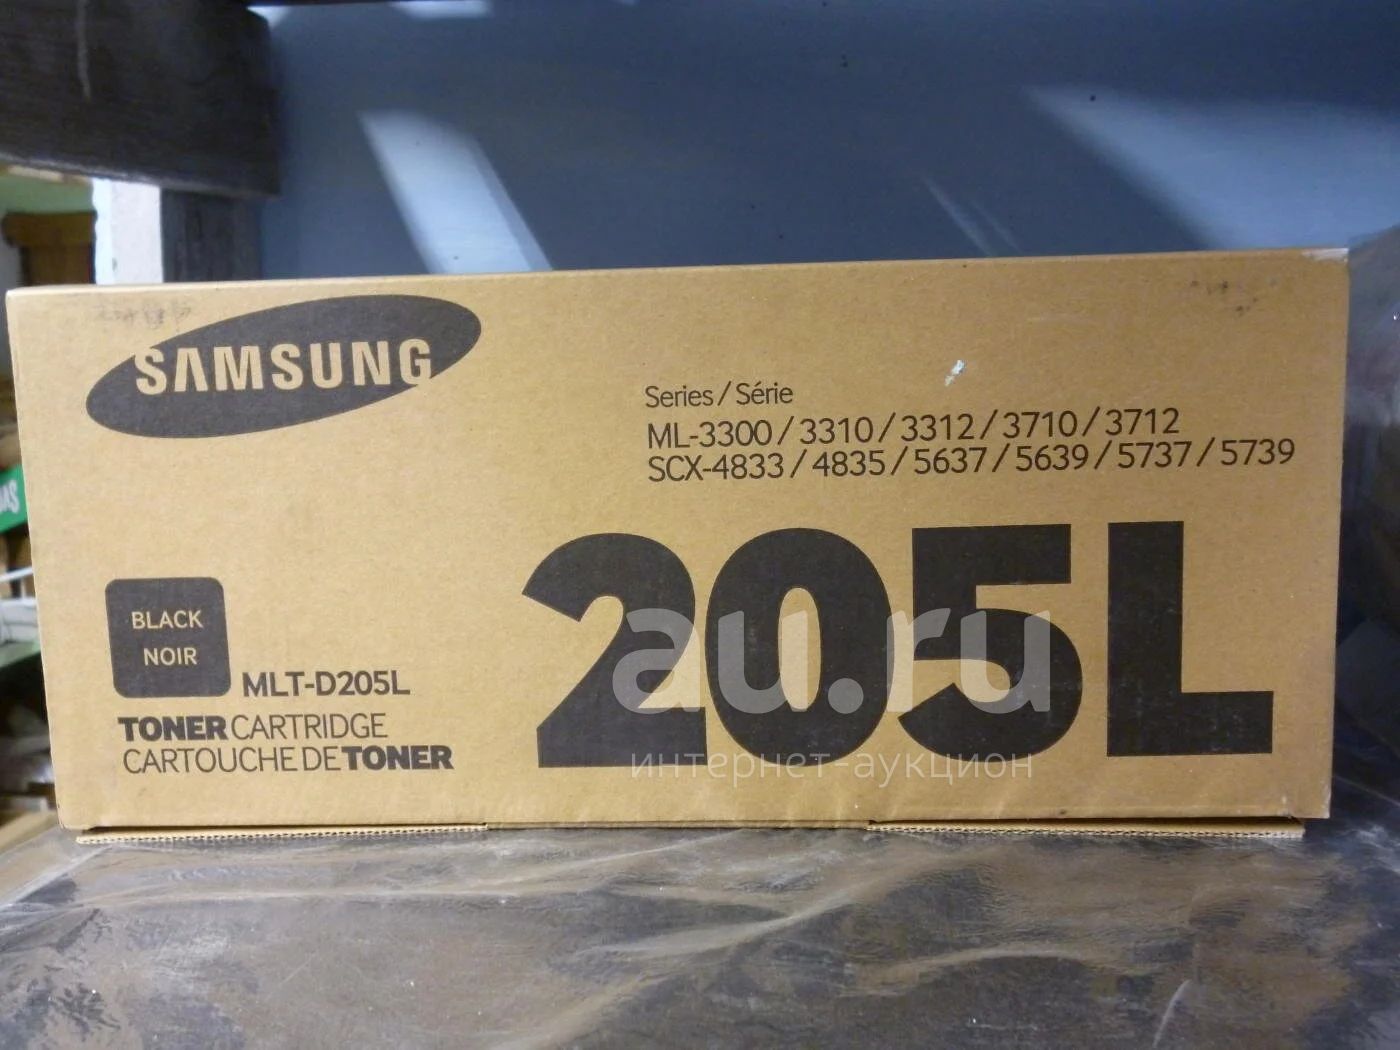 SAMSUNG
Series / Série
ML-3300 / 3310 / 3312 / 3710 / 3712
SCX-4833 / 4835 / 5637 / 5639 / 5737 / 5739
205L
BLACK
NOIR
MLT-D205L
TONER CARTRIDGE
CARTOUCHE DE TONER
au.ru
интернет-аукцион